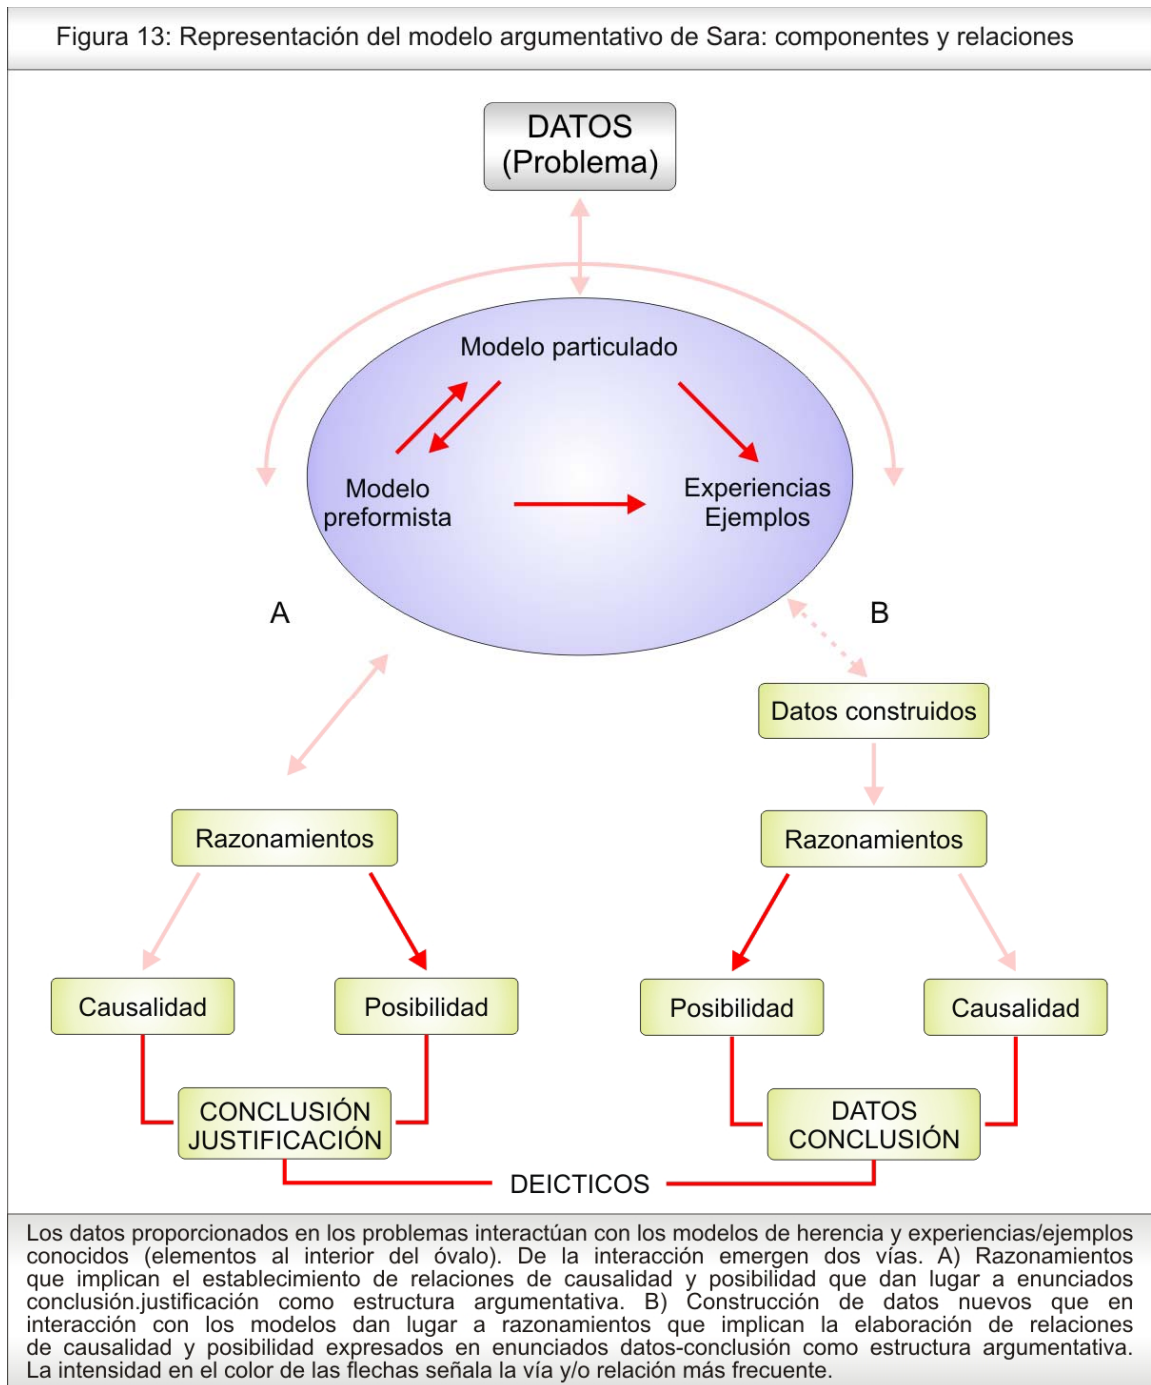 Figura 13: Representación del modelo argumentativo de Sara: componentes y relaciones
DATOS
(Problema)
Modelo particulado
Modelo
preformista
Experiencias
Ejemplos
A
B
Datos construidos
Razonamientos
Razonamientos
Causalidad
Posibilidad
Posibilidad
Causalidad
CONCLUSIÓN
JUSTIFICACIÓN
DATOS
CONCLUSIÓN
DEICTICOS
Los datos proporcionados en los problemas interactúan con los modelos de herencia y experiencias/ejemplos
conocidos (elementos al interior del óvalo). De la interacción emergen dos vías. A) Razonamientos
que implican el establecimiento de relaciones de causalidad y posibilidad que dan lugar a enunciados
conclusión.justificación como estructura argumentativa. B) Construcción de datos nuevos que en
interacción con los modelos dan lugar a razonamientos que implican la elaboración de relaciones
de causalidad y posibilidad expresados en enunciados datos-conclusión como estructura argumentativa.
La intensidad en el color de las flechas señala la vía y/o relación más frecuente.